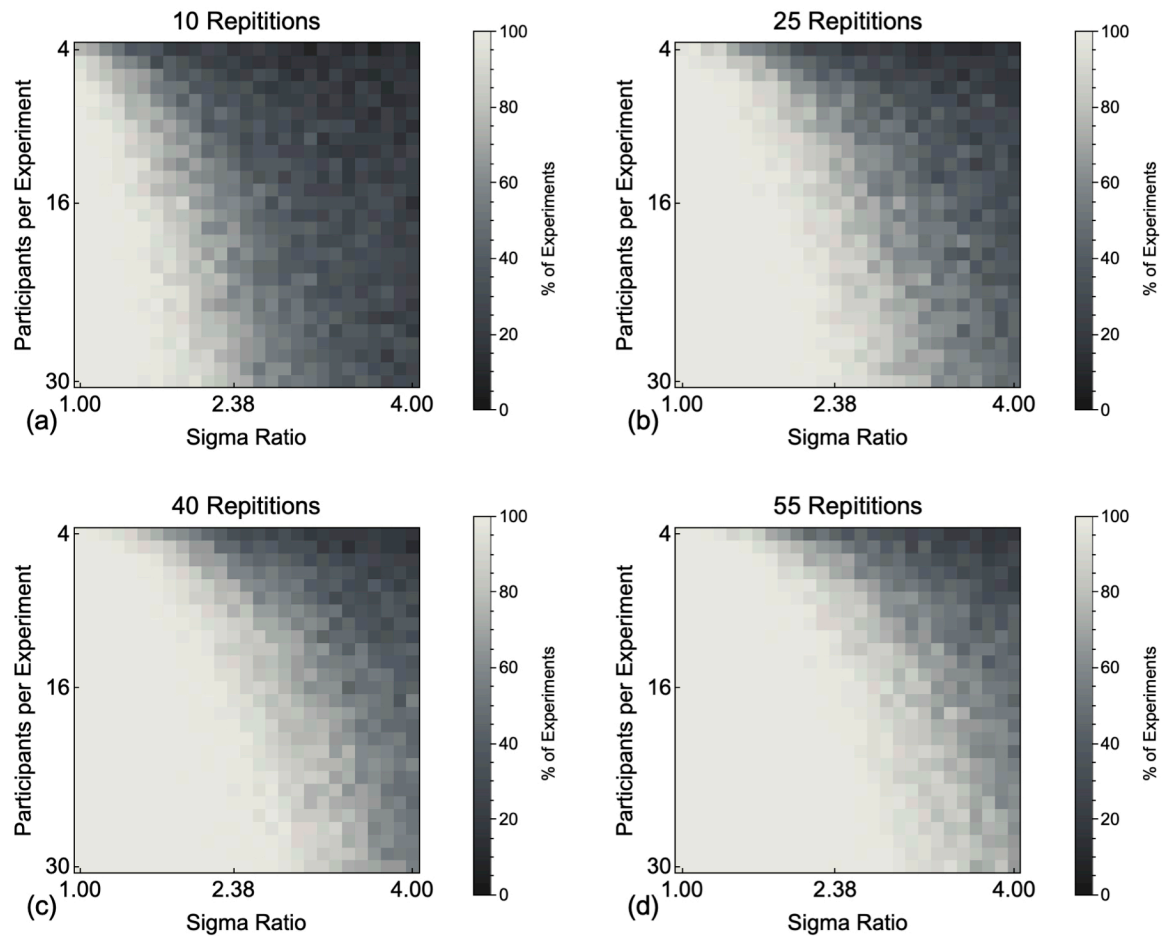 10 Repititions
4
16
30
Participants per Experiment
1.00 2.38 4.00
Sigma Ratio
100
80
60
40
20
0
% of Experiments
(a)
25 Repititions
4
16
30
Participants per Experiment
1.00 2.38 4.00
Sigma Ratio
100
80
60
40
20
0
% of Experiments
(b)
40 Repititions
4
16
30
Participants per Experiment
1.00 2.38 4.00
Sigma Ratio
100
80
60
40
20
0
% of Experiments
(c)
55 Repititions
4
16
30
Participants per Experiment
1.00 2.38 4.00
Sigma Ratio
100
80
60
40
20
0
% of Experiments
(d)